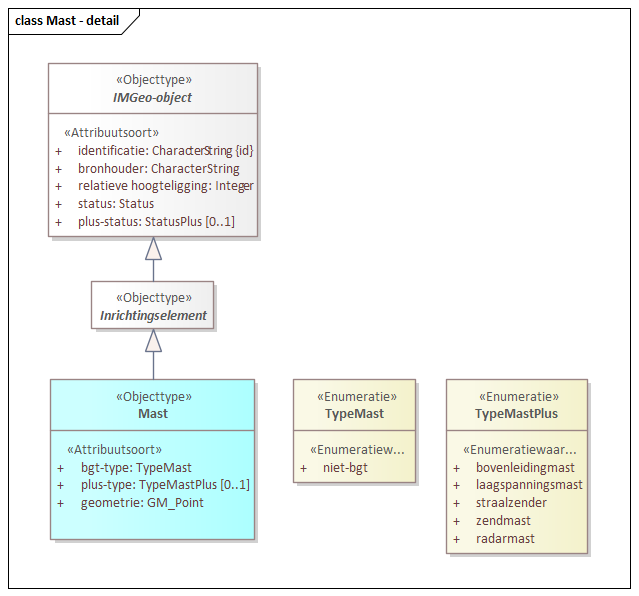 class Mast - detail
«Objecttype»
IMGeo-object
«Attribuutsoort»
+ identificatie: CharacterString {id}
+ bronhouder: CharacterString
+ relatieve hoogteligging: Integer
+ status: Status
+ plus-status: StatusPlus [0..1]
«Objecttype»
Inrichtingselement
«Objecttype»
Mast
«Attribuutsoort»
+ bgt-type: TypeMast
+ plus-type: TypeMastPlus [0..1]
+ geometrie: GM_Point
«Enumeratie»
TypeMast
«Enumeratiew...
+ niet-bgt
«Enumeratie»
TypeMastPlus
«Enumeratiewaar...
+ bovenleidingmast
+ laagspanningsmast
+ straalzender
+ zendmast
+ radarmast